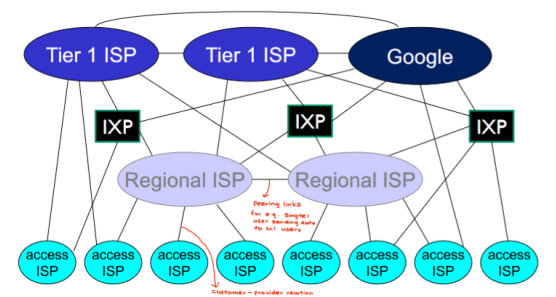 Tier 1 ISP
Tier 1 ISP
Google
IXP
IXP
IXP
Regional ISP
Regional ISP
peering links
for e.g. Singtel
user sending data
to
users
access
ISP
access
ISP
access
ISP
access
ISP
access
ISP
access
ISP
access
ISP
access
ISP
customer-provider relation